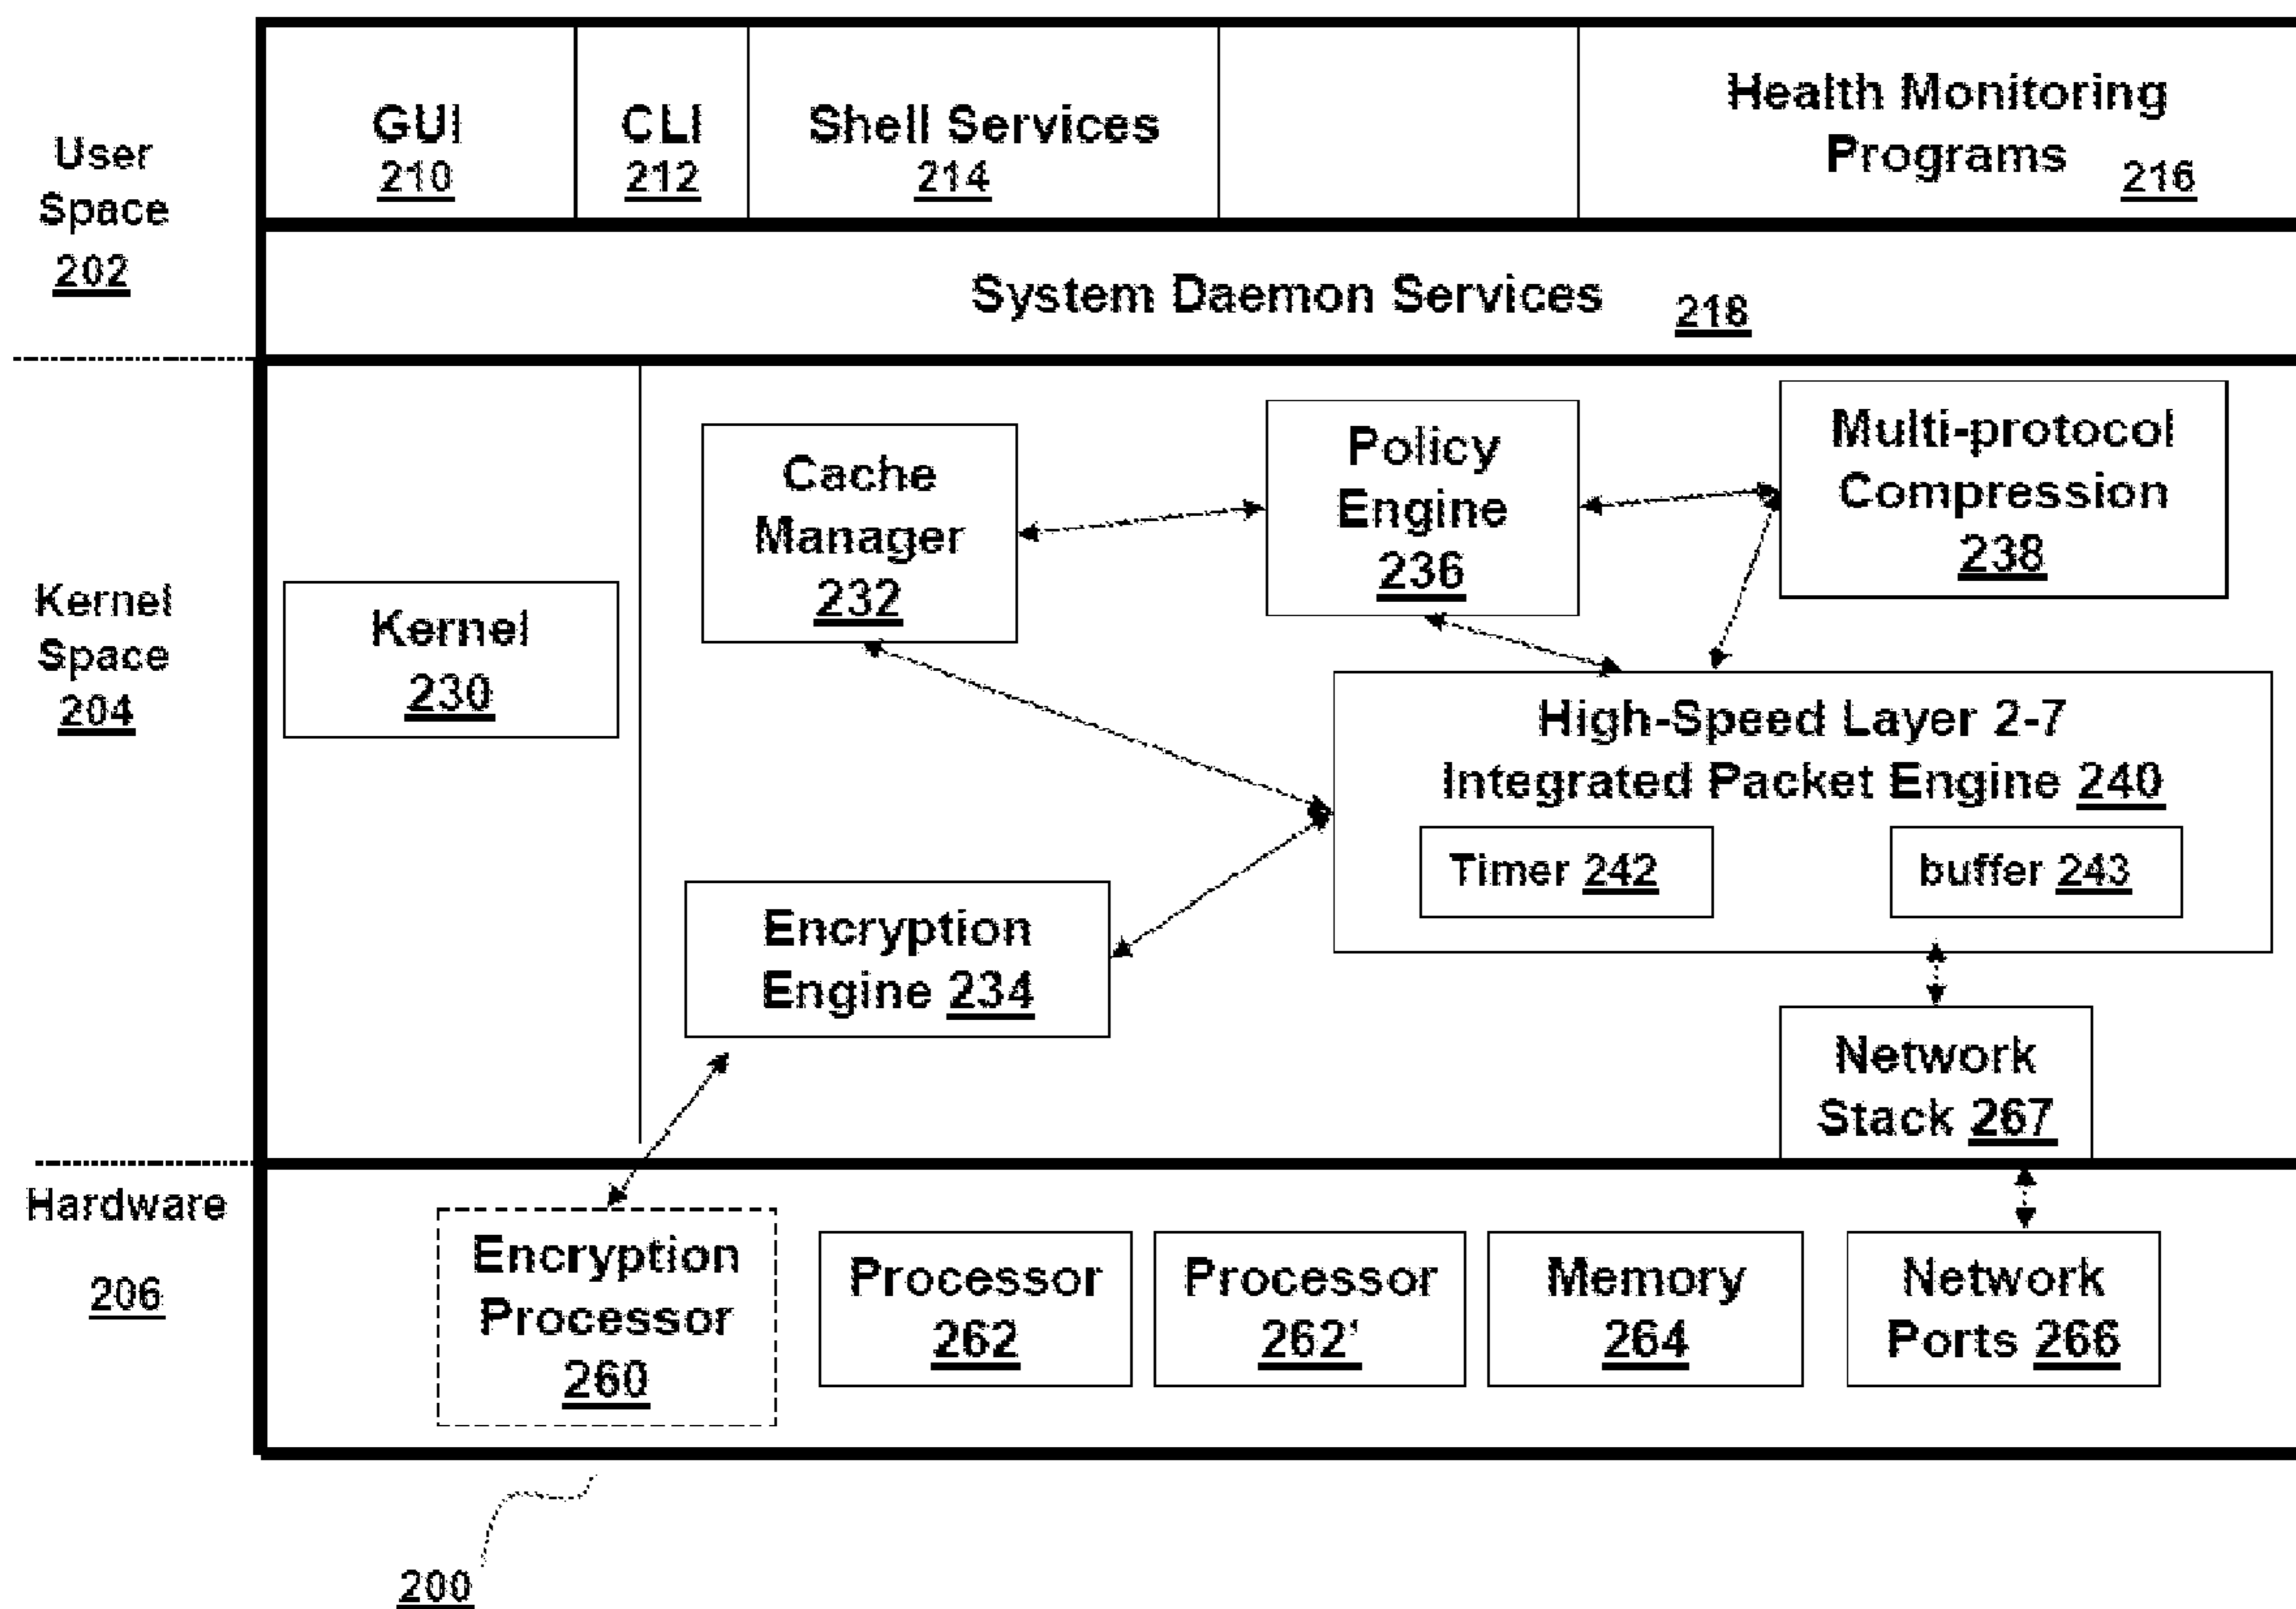 GUI
210
CLI
212
Shell Services
214
Health Monitoring
Programs 216
User
Space
202
System Daemon Services 218
Kernel
Space
204
Kernel
230
Cache
Manager
232
Policy
Engine
236
Multi-protocol
Compression
238
High-Speed Layer 2-7
Integrated Packet Engine 240
Timer 242
buffer 243
Encryption
Engine 234
Network
Stack 267
Hardware
206
Encryption
Processor
260
Processor
262
Processor
262'
Memory
264
Network
Ports 266
200